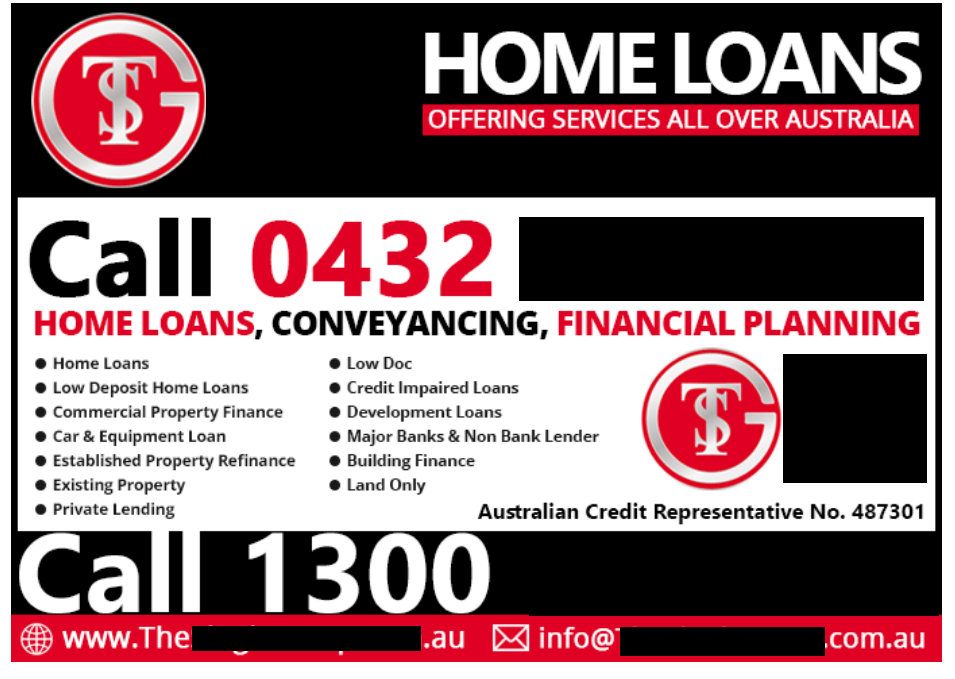 TSG
HOME LOANS
OFFERING SERVICES ALL OVER AUSTRALIA
Call 0432
HOME LOANS, CONVEYANCING, FINANCIAL PLANNING
● Home Loans
● Low Deposit Home Loans
● Commercial Property Finance
● Car & Equipment Loan
● Established Property Refinance
● Existing Property
● Private Lending
● Low Doc
● Credit Impaired Loans
● Development Loans
● Major Banks & Non Bank Lender
● Building Finance
● Land Only
TSG
Australian Credit Representative No. 487301
Call 1300
www.The .au info@ .com.au